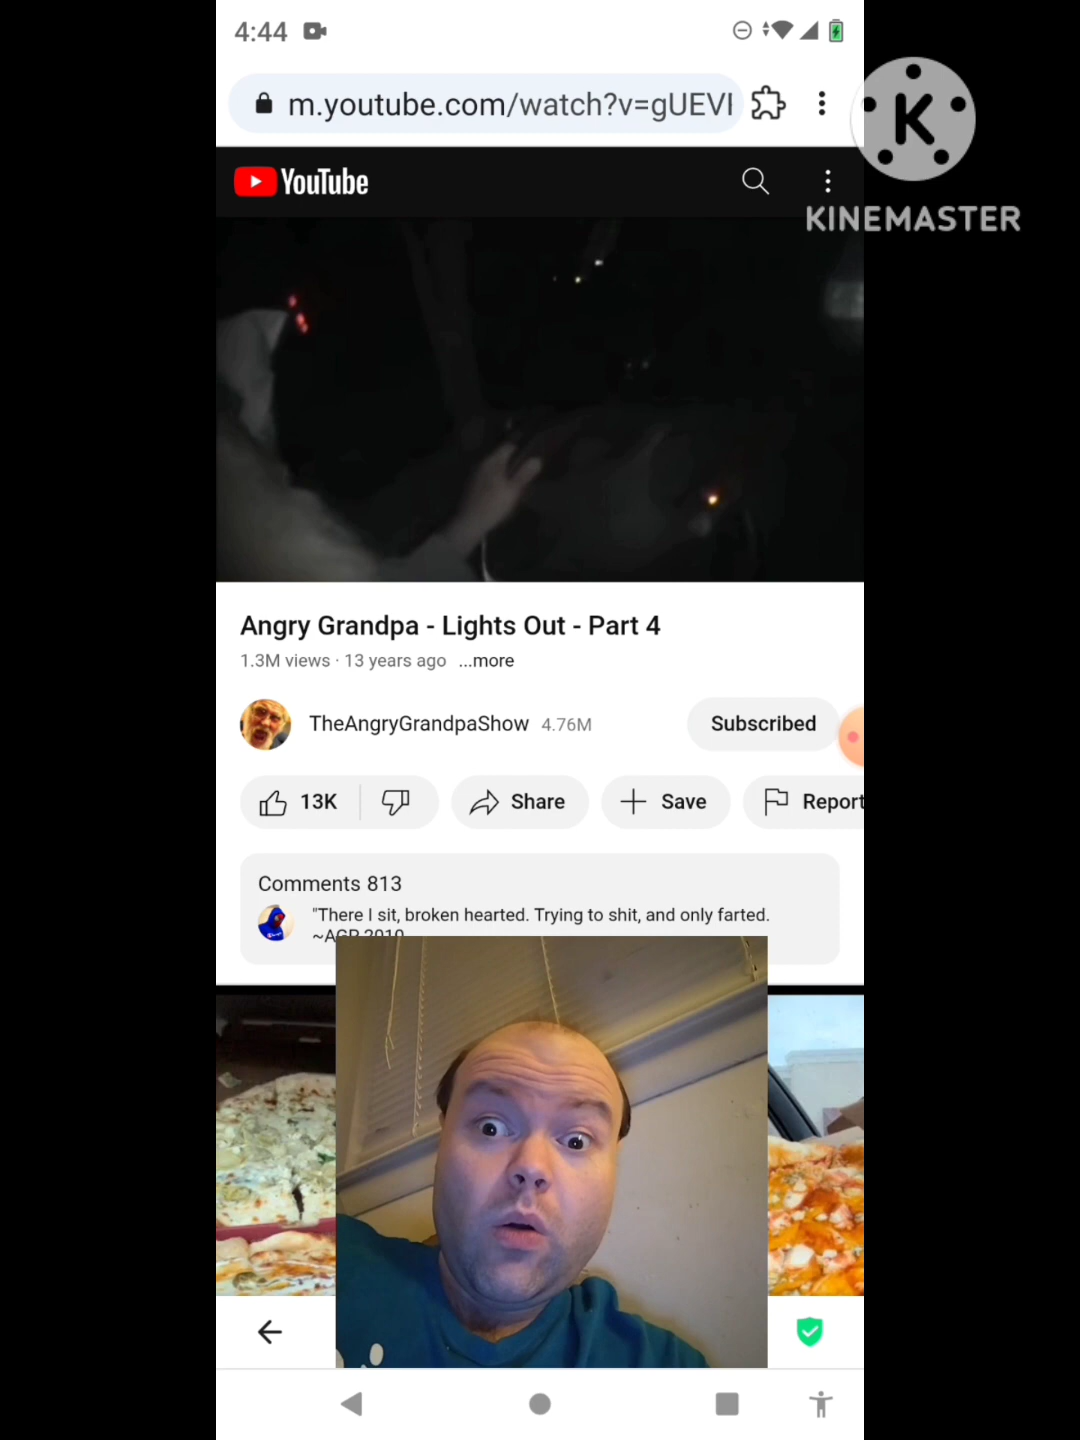 4:44
m.youtube.com/watch?v=gUEVI
K
KINEMASTER
YouTube
Angry Grandpa - Lights Out - Part 4
1.3M views · 13 years ago ...more
TheAngryGrandpaShow 4.76M
Subscribed
13K
Share
Save
Report
Comments 813
"There I sit, broken hearted. Trying to shit, and only farted.
~AGP 2010